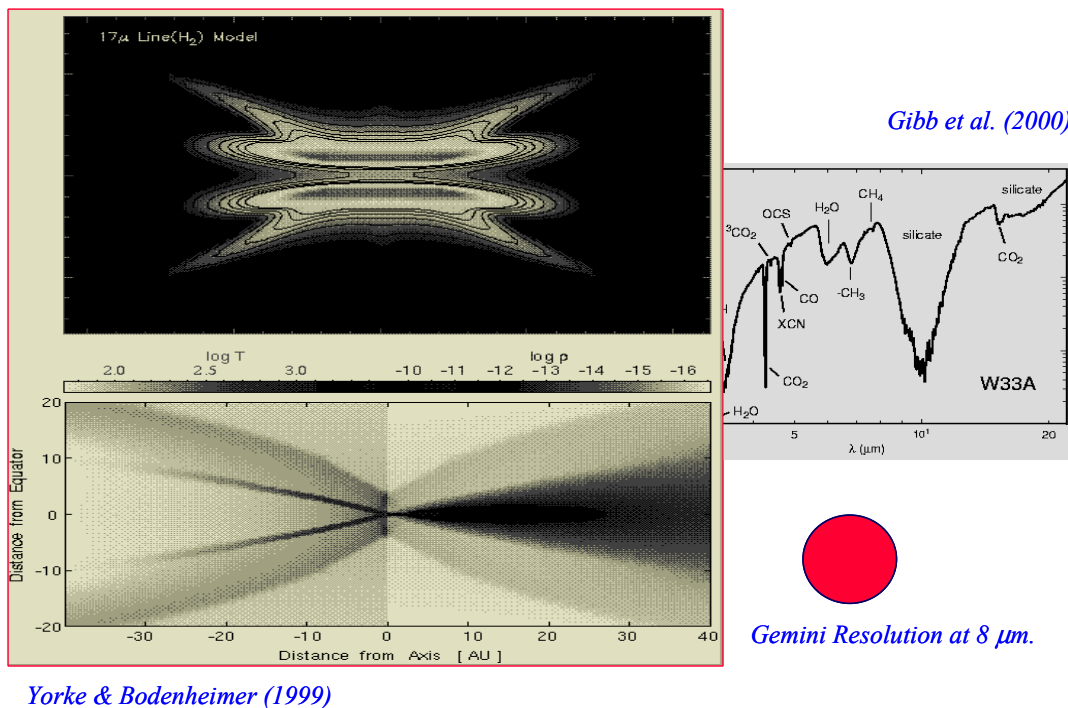 17μ Line(H₂) Model
Gibb et al. (2000)
silicate
CH₄
H₂O
OCS
silicate
³CO₂
CO₂
CO
-CH₃
XCN
CO₂
W33A
H₂O
5
10¹
20
λ (μm)
log T
log ρ
2.0 2.5 3.0 -10 -11 -12 -13 -14 -15 -16
20
10
0
-10
-20
Distance from Equator
-30 -20 -10 0 10 20 30 40
Distance from Axis [AU]
Gemini Resolution at 8 μm.
Yorke & Bodenheimer (1999)